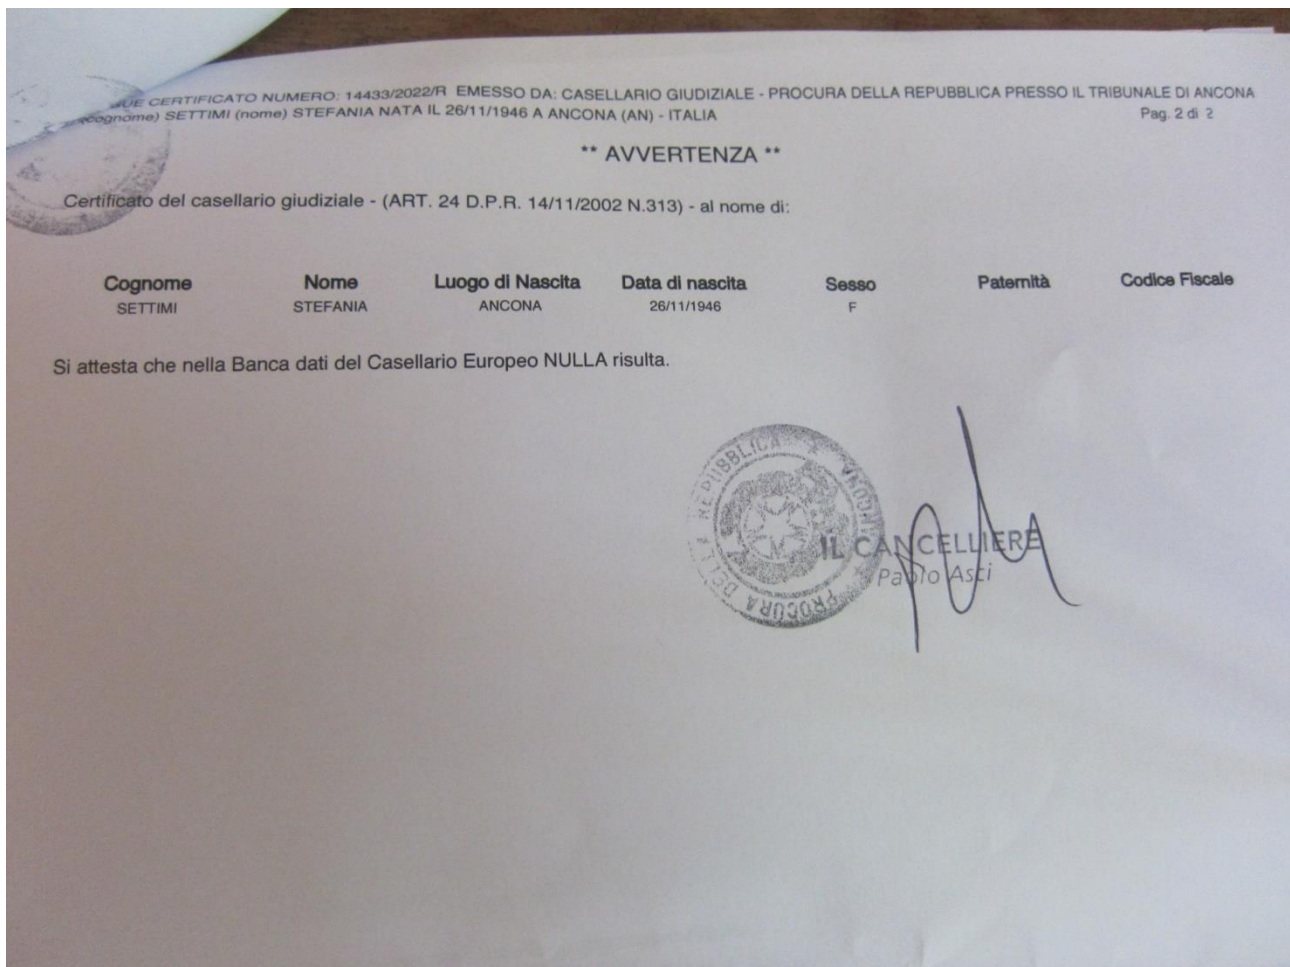 GUE CERTIFICATO NUMERO: 14433/2022/R EMESSO DA: CASELLARIO GIUDIZIALE - PROCURA DELLA REPUBBLICA PRESSO IL TRIBUNALE DI ANCONA
(cognome) SETTIMI (nome) STEFANIA NATA IL 26/11/1946 A ANCONA (AN) - ITALIA Pag. 2 di 2
** AVVERTENZA **
Certificato del casellario giudiziale - (ART. 24 D.P.R. 14/11/2002 N.313) - al nome di:
Cognome Nome Luogo di Nascita Data di nascita Sesso Paternità Codice Fiscale
SETTIMI STEFANIA ANCONA 26/11/1946 F
Si attesta che nella Banca dati del Casellario Europeo NULLA risulta.
PROCURA DELLA REPUBBLICA ANCONA
IL CANCELLIERE
Paolo Asci